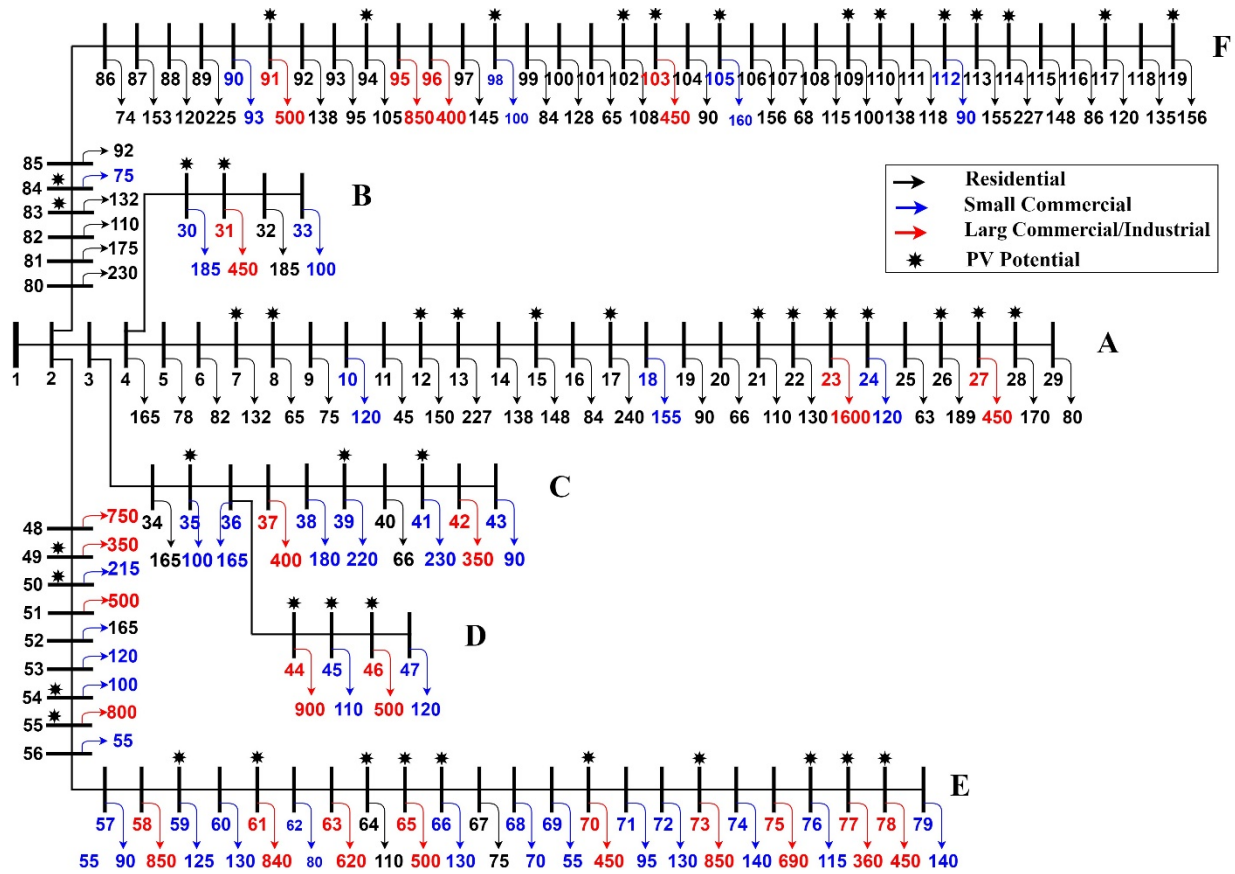 F
86 87 88 89 90 91 92 93 94 95 96 97 98 99 100 101 102 103 104 105 106 107 108 109 110 111 112 113 114 115 116 117 118 119
74 153 120 225 93 500 138 95 105 850 400 145 100 84 128 65 108 450 90 160 156 68 115 100 138 118 90 155 227 148 86 120 135 156
85 92
84 75
83 132
82 110
81 175
80 230
B
30 31 32 33
185 450 185 100
Residential
Small Commercial
Larg Commercial/Industrial
PV Potential
A
1 2 3 4 5 6 7 8 9 10 11 12 13 14 15 16 17 18 19 20 21 22 23 24 25 26 27 28 29
165 78 82 132 65 75 120 45 150 227 138 148 84 240 155 90 66 110 130 1600 120 63 189 450 170 80
C
34 35 36 37 38 39 40 41 42 43
165 100 165 400 180 220 66 230 350 90
48 750
49 350
50 215
51 500
52 165
53 120
54 100
55 800
56 55
D
44 45 46 47
900 110 500 120
E
57 58 59 60 61 62 63 64 65 66 67 68 69 70 71 72 73 74 75 76 77 78 79
55 90 850 125 130 840 80 620 110 500 130 75 70 55 450 95 130 850 140 690 115 360 450 140